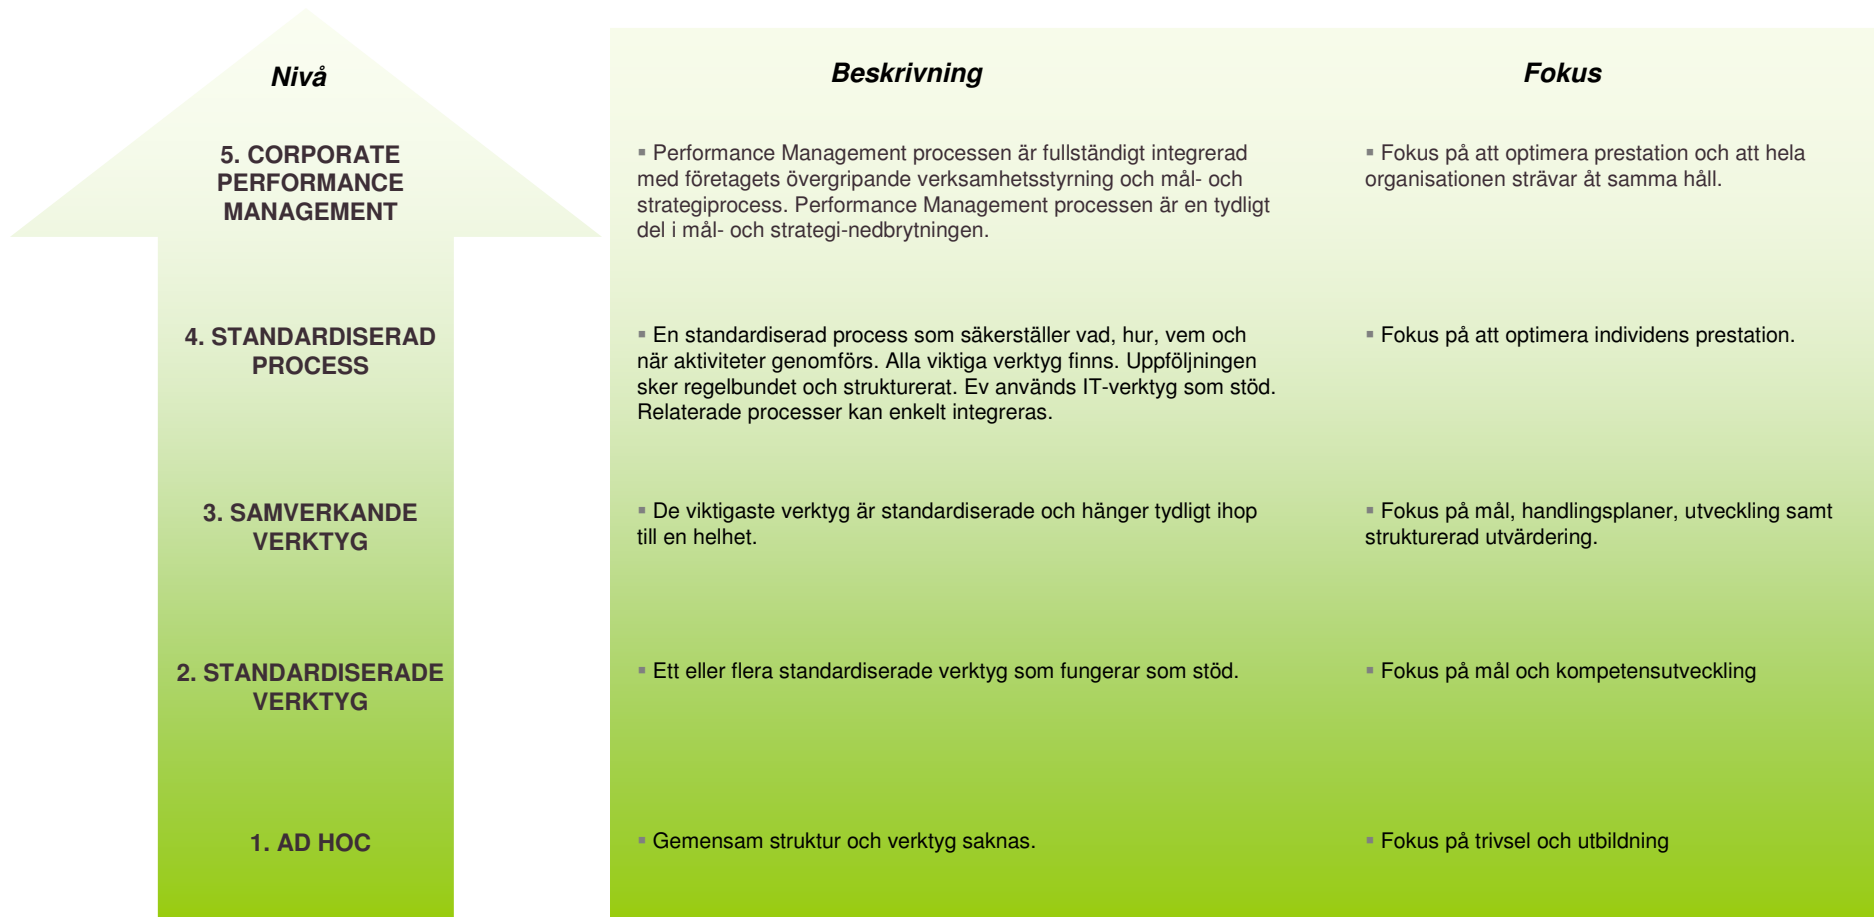 Nivå
Beskrivning
Fokus
5. CORPORATE
PERFORMANCE
MANAGEMENT
▪ Performance Management processen är fullständigt integrerad
med företagets övergripande verksamhetsstyrning och mål- och
strategiprocess. Performance Management processen är en tydligt
del i mål- och strategi-nedbrytningen.
▪ Fokus på att optimera prestation och att hela
organisationen strävar åt samma håll.
4. STANDARDISERAD
PROCESS
▪ En standardiserad process som säkerställer vad, hur, vem och
när aktiviteter genomförs. Alla viktiga verktyg finns. Uppföljningen
sker regelbundet och strukturerat. Ev används IT-verktyg som stöd.
Relaterade processer kan enkelt integreras.
▪ Fokus på att optimera individens prestation.
3. SAMVERKANDE
VERKTYG
▪ De viktigaste verktyg är standardiserade och hänger tydligt ihop
till en helhet.
▪ Fokus på mål, handlingsplaner, utveckling samt
strukturerad utvärdering.
2. STANDARDISERADE
VERKTYG
▪ Ett eller flera standardiserade verktyg som fungerar som stöd.
▪ Fokus på mål och kompetensutveckling
1. AD HOC
▪ Gemensam struktur och verktyg saknas.
▪ Fokus på trivsel och utbildning